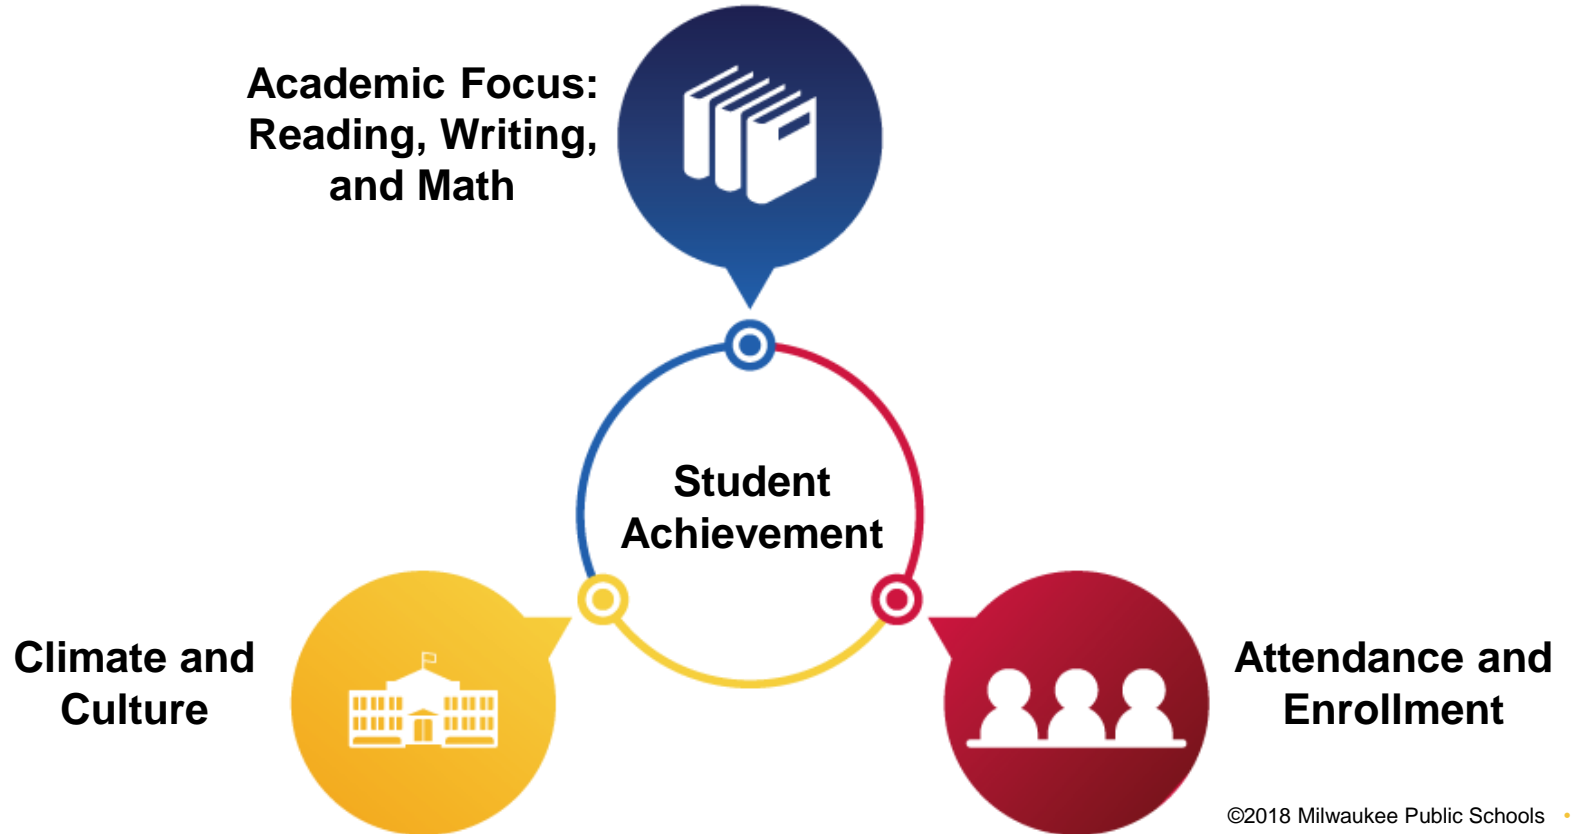 Academic Focus:
Reading, Writing,
and Math
Student
Achievement
Climate and
Culture
Attendance and
Enrollment
©2018 Milwaukee Public Schools •